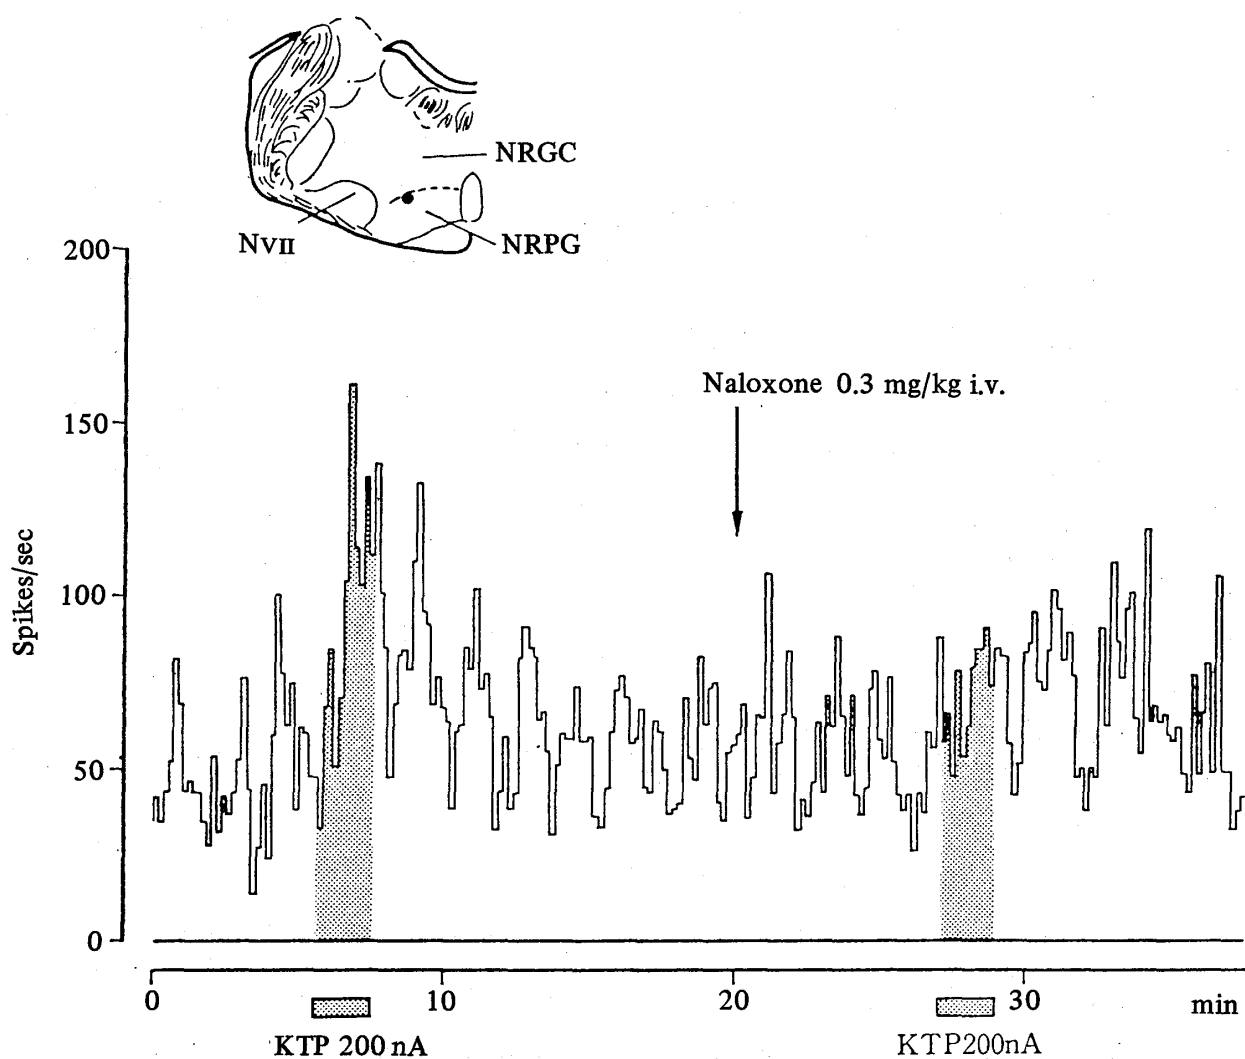 NRGC
NVII
NRPG
200
150
100
50
0
Spikes/sec
Naloxone 0.3 mg/kg i.v.
0 10 20 30 min
KTP 200 nA
KTP200nA